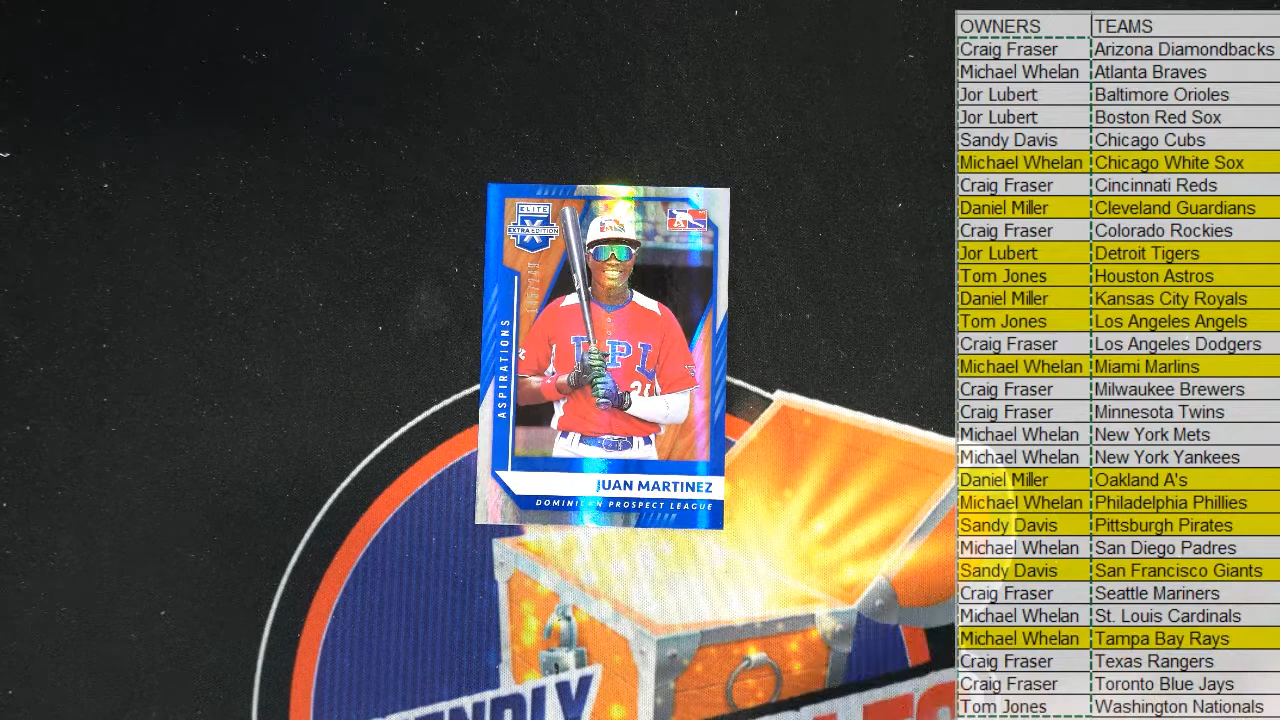 OWNERS TEAMS
Craig Fraser Arizona Diamondbacks
Michael Whelan Atlanta Braves
Jor Lubert Baltimore Orioles
Jor Lubert Boston Red Sox
Sandy Davis Chicago Cubs
Michael Whelan Chicago White Sox
Craig Fraser Cincinnati Reds
Daniel Miller Cleveland Guardians
Craig Fraser Colorado Rockies
Jor Lubert Detroit Tigers
Tom Jones Houston Astros
Daniel Miller Kansas City Royals
Tom Jones Los Angeles Angels
Craig Fraser Los Angeles Dodgers
Michael Whelan Miami Marlins
Craig Fraser Milwaukee Brewers
Craig Fraser Minnesota Twins
Michael Whelan New York Mets
Michael Whelan New York Yankees
Daniel Miller Oakland A's
Michael Whelan Philadelphia Phillies
Sandy Davis Pittsburgh Pirates
Michael Whelan San Diego Padres
Sandy Davis San Francisco Giants
Craig Fraser Seattle Mariners
Michael Whelan St. Louis Cardinals
Michael Whelan Tampa Bay Rays
Craig Fraser Texas Rangers
Craig Fraser Toronto Blue Jays
Tom Jones Washington Nationals
ELITE
X
EXTRA EDITION
ASPIRATIONS
DPL
JUAN MARTINEZ
DOMINICAN PROSPECT LEAGUE